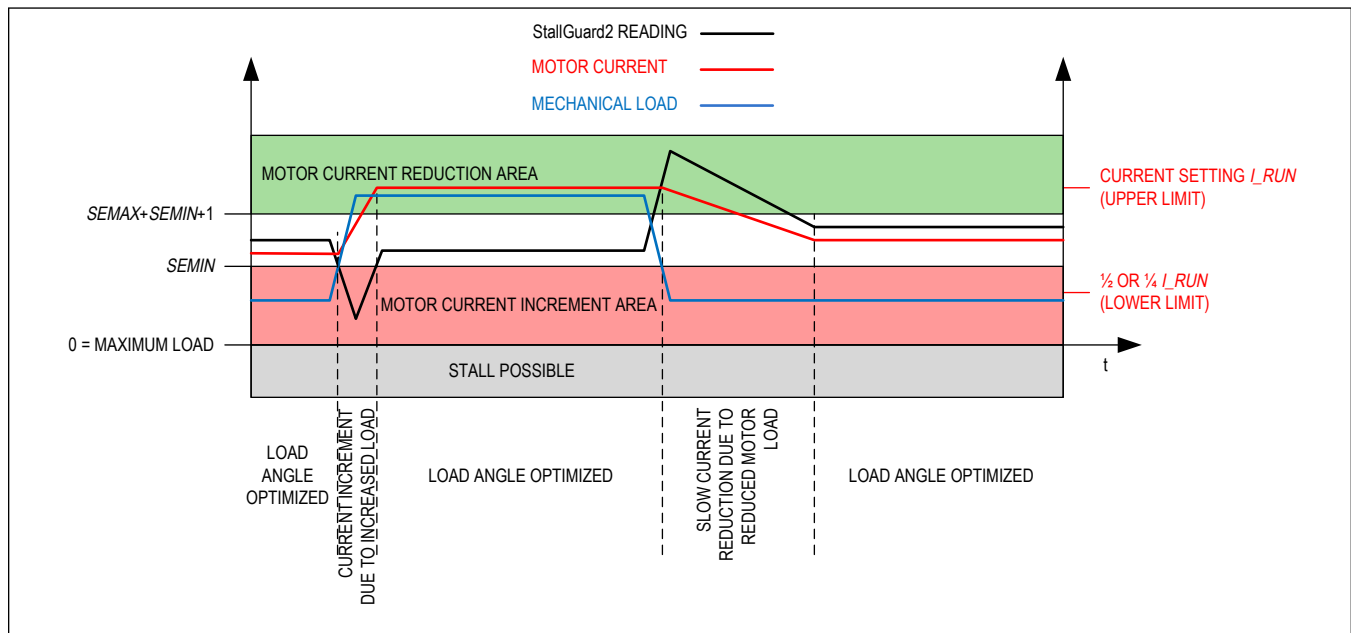 StallGuard2 READING
MOTOR CURRENT
MECHANICAL LOAD
MOTOR CURRENT REDUCTION AREA
CURRENT SETTING I_RUN
(UPPER LIMIT)
SEMAX+SEMIN+1
SEMIN
½ OR ¼ I_RUN
(LOWER LIMIT)
MOTOR CURRENT INCREMENT AREA
0 = MAXIMUM LOAD
t
STALL POSSIBLE
LOAD
ANGLE
OPTIMIZED
CURRENT INCREMENT
DUE TO INCREASED LOAD
LOAD ANGLE OPTIMIZED
SLOW CURRENT
REDUCTION DUE TO
REDUCED MOTOR
LOAD
LOAD ANGLE OPTIMIZED